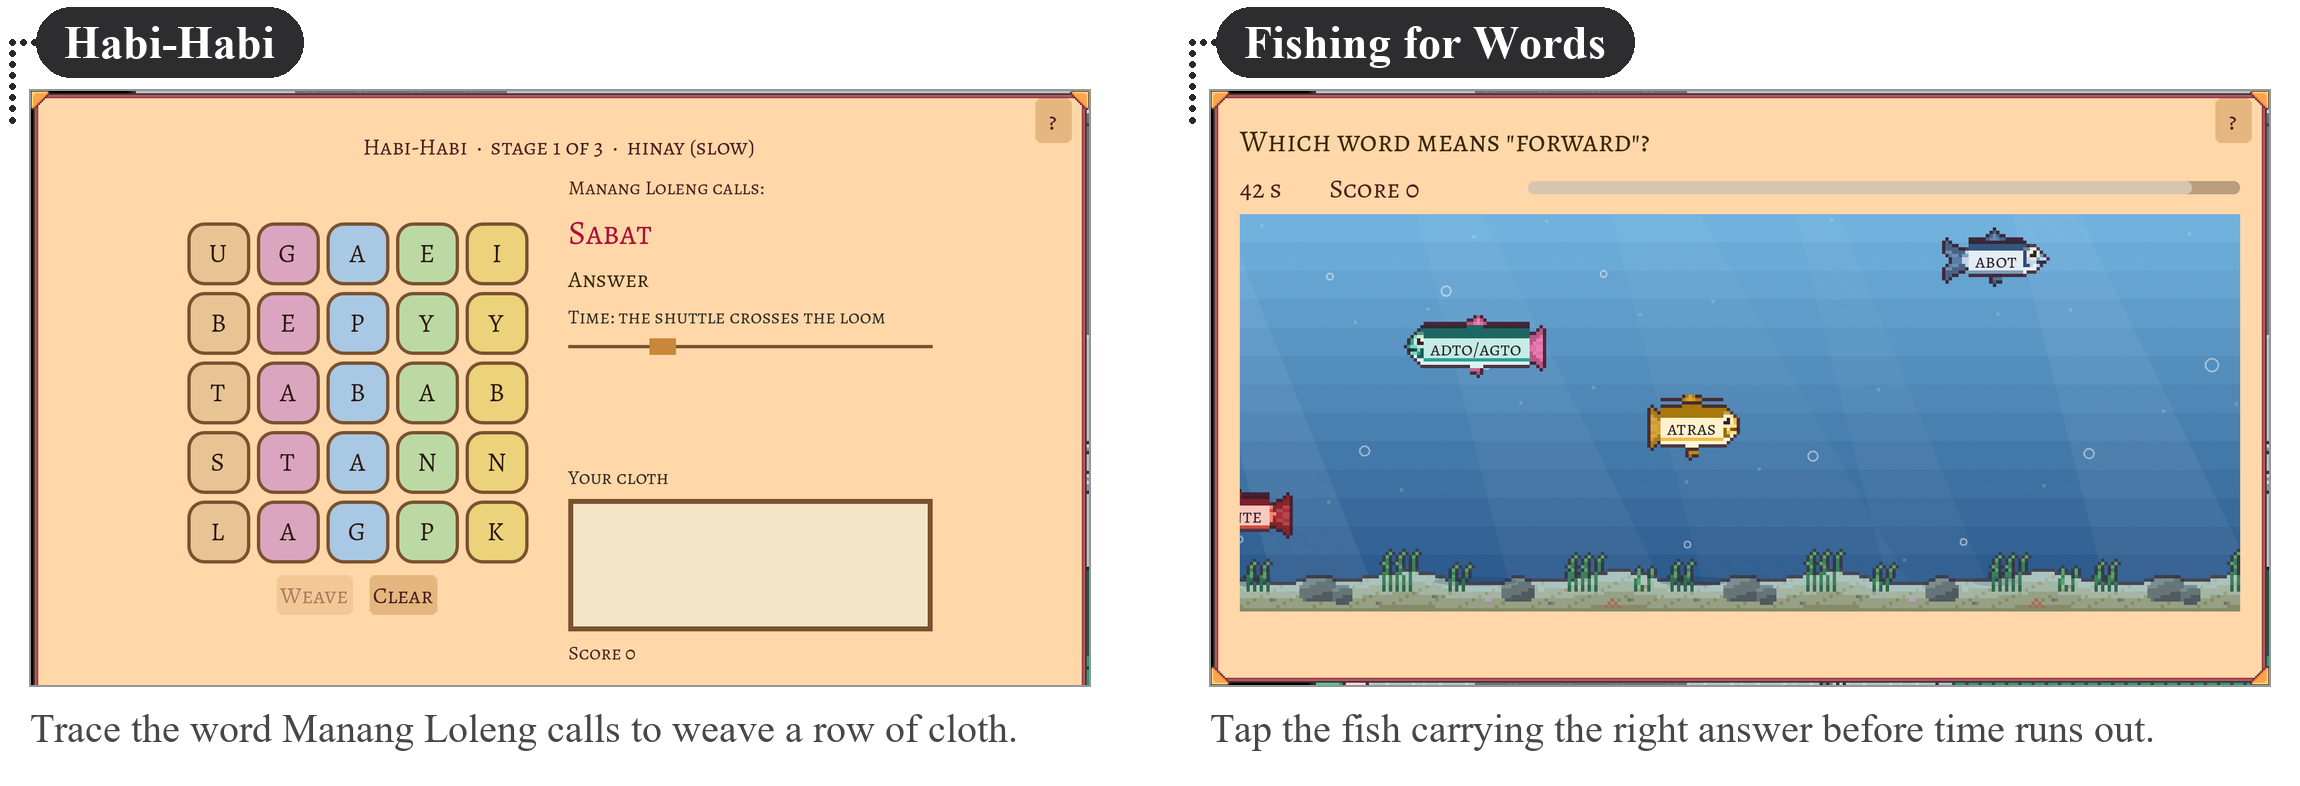 Habi-Habi
Habi-Habi · stage 1 of 3 · hinay (slow)
?
Manang Loleng calls:
Sabat
Answer
Time: the shuttle crosses the loom
U G A E I
B E P Y Y
T A B A B
S T A N N
L A G P K
Weave Clear
Your cloth
Score 0
Trace the word Manang Loleng calls to weave a row of cloth.
Fishing for Words
Which word means "forward"?
?
42 s Score 0
ABOT
ADTO/AGTO
ATRAS
NTE
Tap the fish carrying the right answer before time runs out.